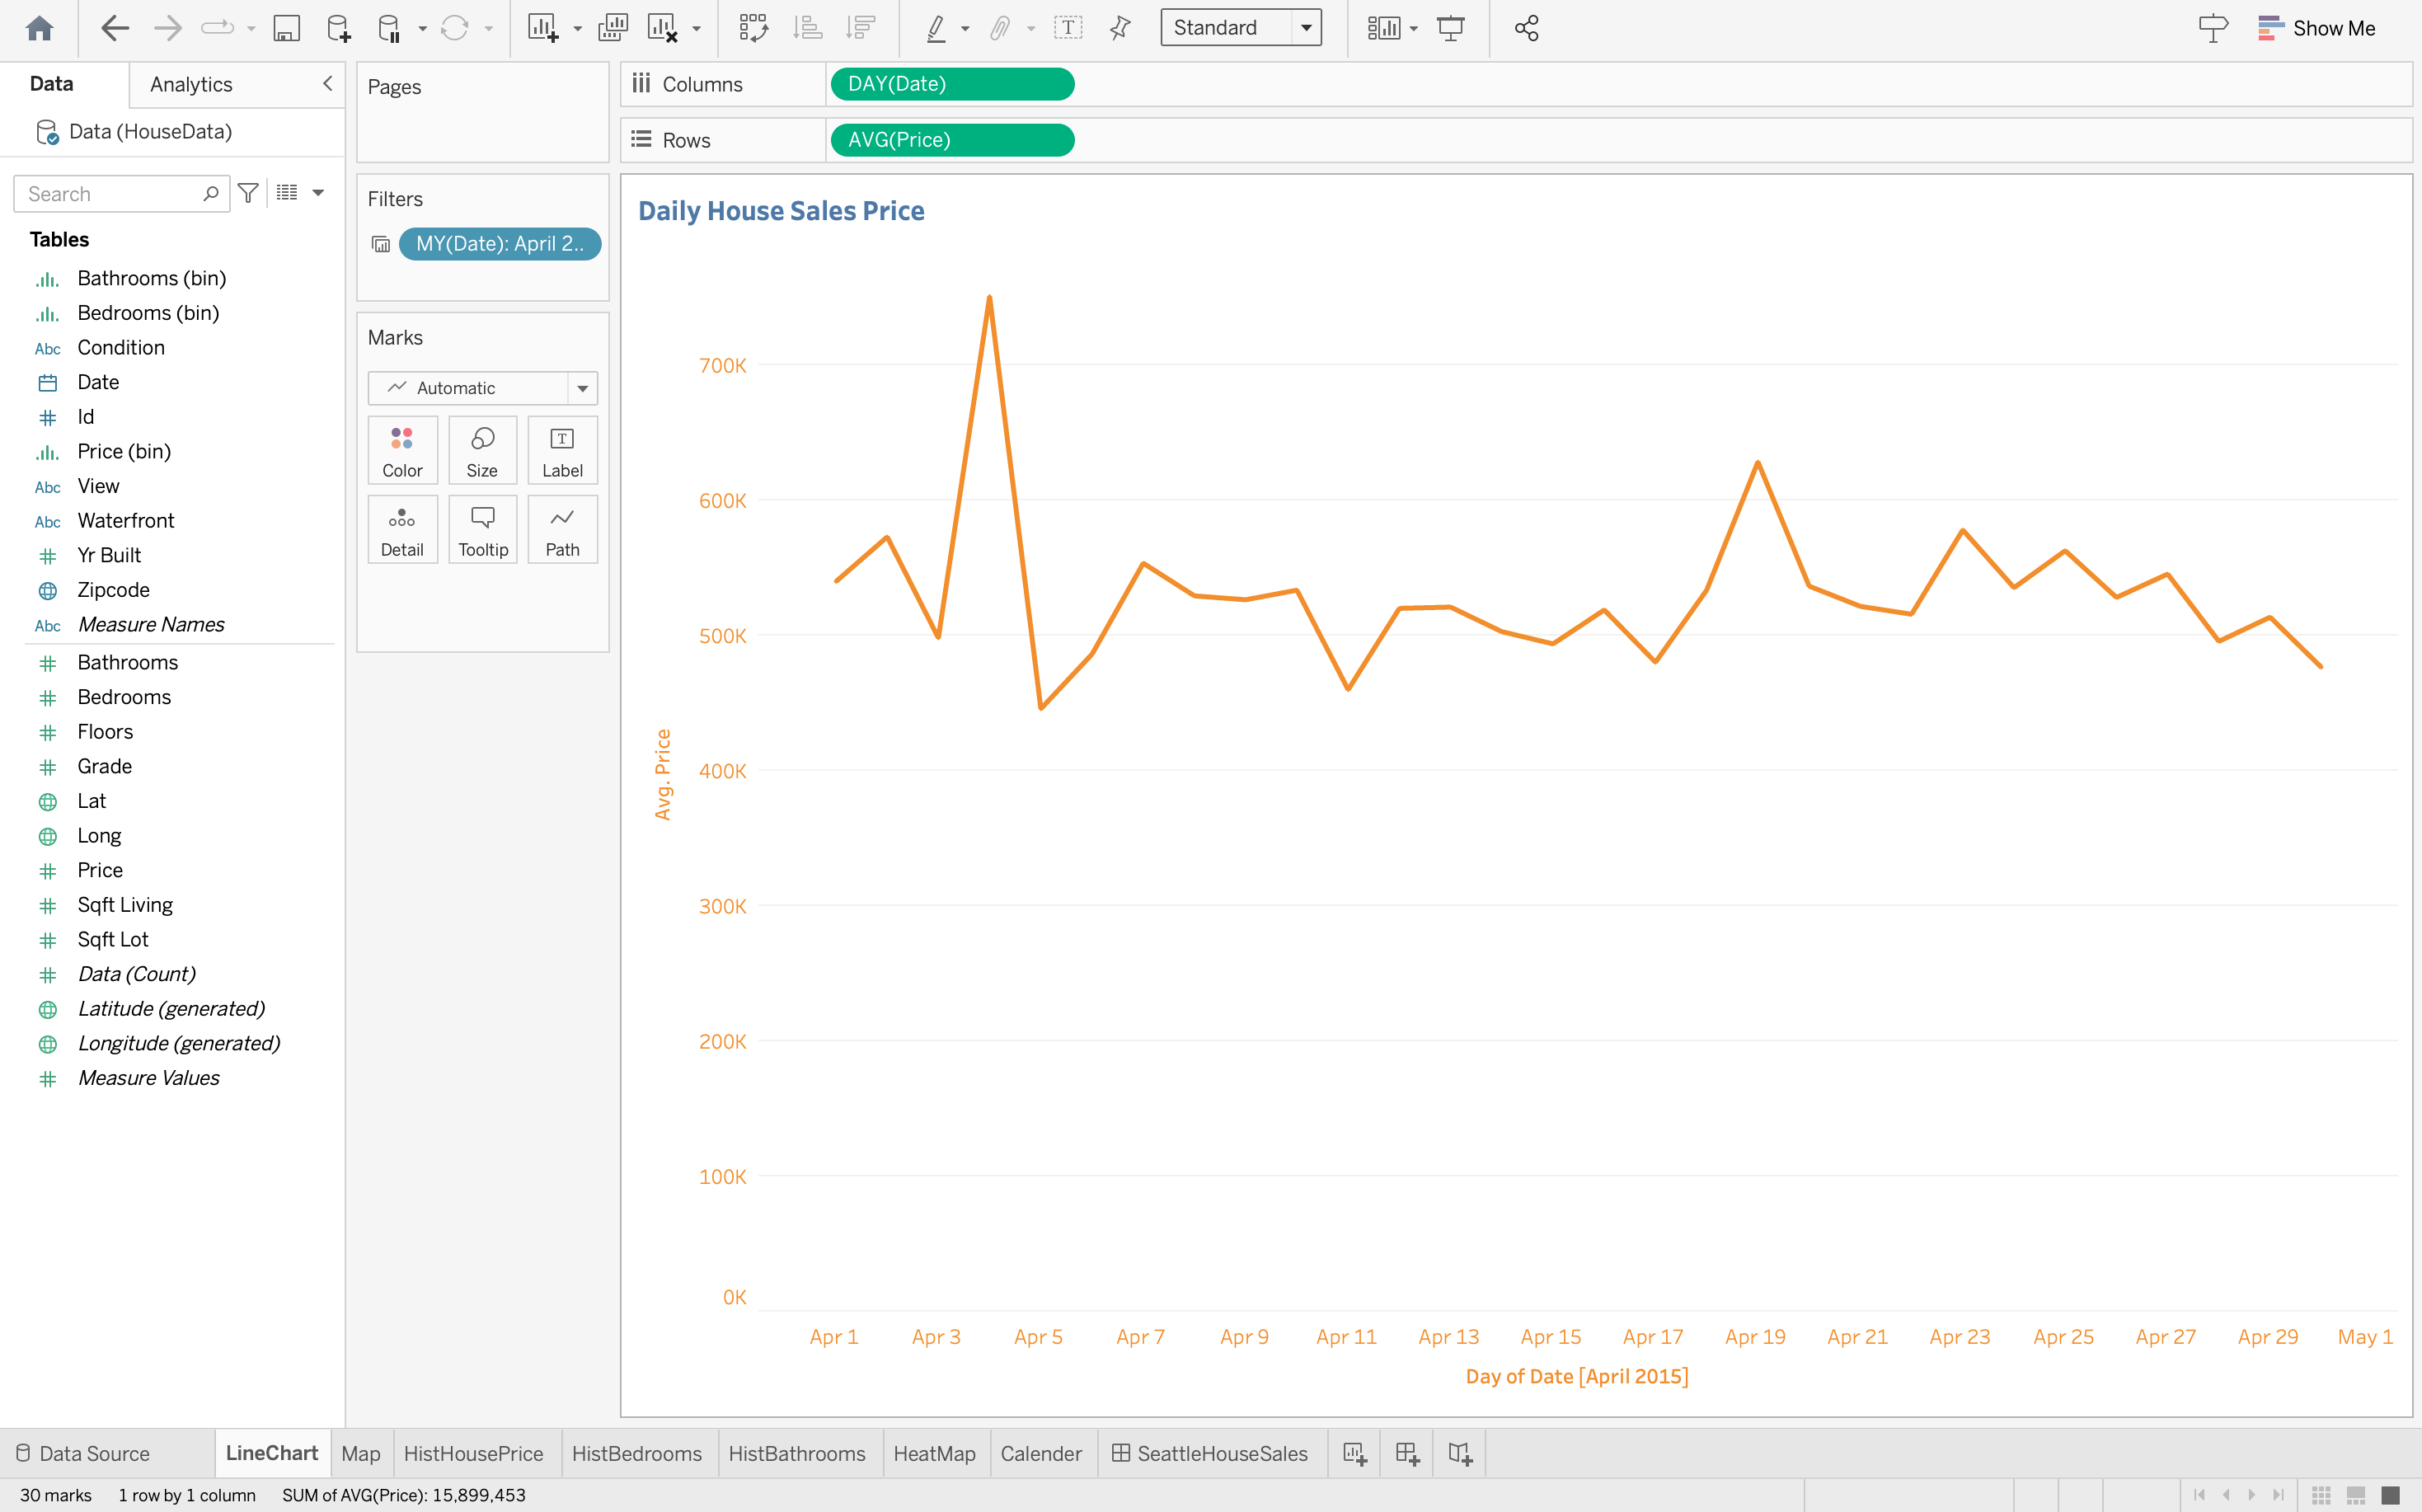 Standard
Show Me
Data
Analytics
Data (HouseData)
Search
Tables
Bathrooms (bin)
Bedrooms (bin)
Abc Condition
Date
Id
Price (bin)
Abc View
Abc Waterfront
Yr Built
Zipcode
Abc Measure Names
Bathrooms
Bedrooms
Floors
Grade
Lat
Long
Price
Sqft Living
Sqft Lot
Data (Count)
Latitude (generated)
Longitude (generated)
Measure Values
Pages
Filters
MY(Date): April 2..
Marks
Automatic
Color Size Label
Detail Tooltip Path
Columns DAY(Date)
Rows AVG(Price)
Daily House Sales Price
700K
600K
500K
400K
300K
200K
100K
0K
Avg. Price
Apr 1 Apr 3 Apr 5 Apr 7 Apr 9 Apr 11 Apr 13 Apr 15 Apr 17 Apr 19 Apr 21 Apr 23 Apr 25 Apr 27 Apr 29 May 1
Day of Date [April 2015]
Data Source LineChart Map HistHousePrice HistBedrooms HistBathrooms HeatMap Calender SeattleHouseSales
30 marks 1 row by 1 column SUM of AVG(Price): 15,899,453